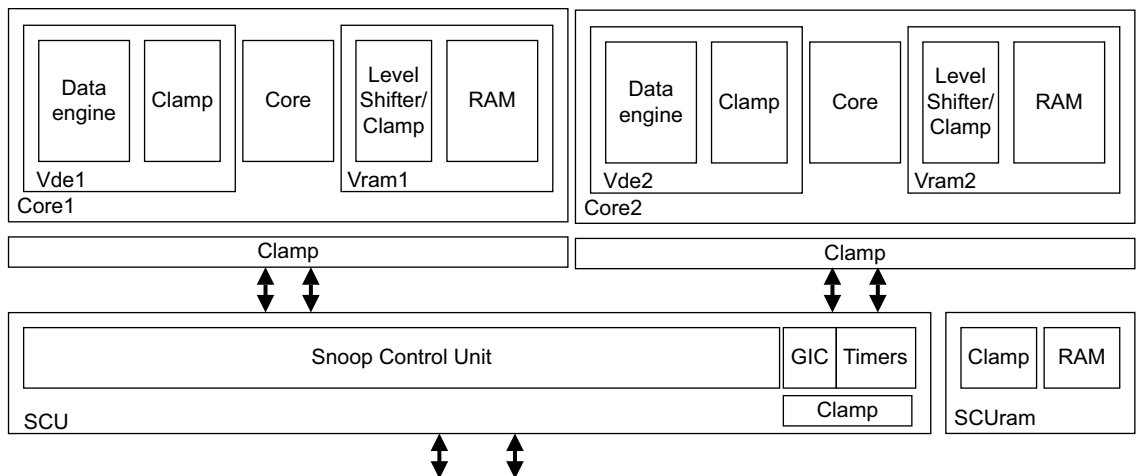 Data
engine
Clamp
Core
Level
Shifter/
Clamp
RAM
Vde1
Vram1
Core1
Data
engine
Clamp
Core
Level
Shifter/
Clamp
RAM
Vde2
Vram2
Core2
Clamp
Clamp
Snoop Control Unit
GIC
Timers
Clamp
SCU
Clamp
RAM
SCUram